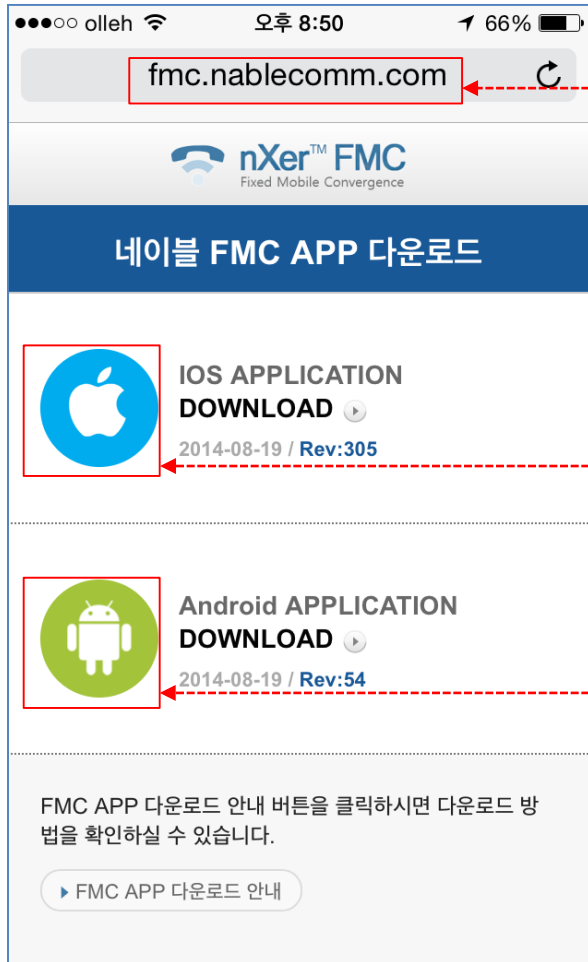 olleh 오후 8:50 66%
fmc.nablecomm.com
nXer™ FMC
Fixed Mobile Convergence
네이블 FMC APP 다운로드
IOS APPLICATION
DOWNLOAD
2014-08-19 / Rev:305
Android APPLICATION
DOWNLOAD
2014-08-19 / Rev:54
FMC APP 다운로드 안내 버튼을 클릭하시면 다운로드 방
법을 확인하실 수 있습니다.
FMC APP 다운로드 안내